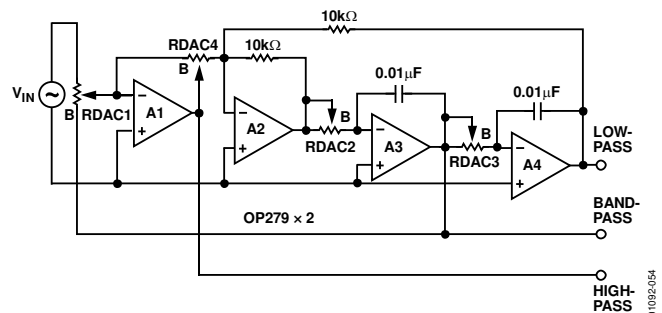 10kΩ
RDAC4
10kΩ
B
0.01µF
0.01µF
VIN
B
RDAC1
–
A1
+
–
A2
+
B
RDAC2
–
A3
+
B
RDAC3
–
A4
+
LOW-
PASS
BAND-
PASS
OP279 × 2
HIGH-
PASS
01092-054